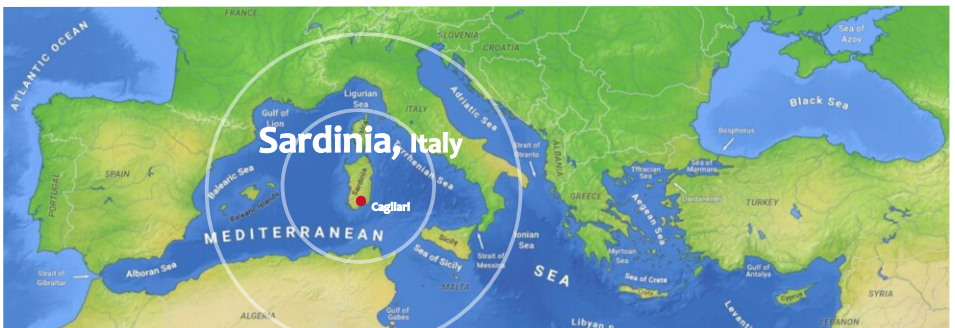 FRANCE
SLOVENIA
CROATIA
Sea of
Azov
ATLANTIC OCEAN
Ligurian
Sea
Gulf of
Lion
ITALY
Adriatic Sea
Black Sea
Sardinia, Italy
Bosphorus
Strait of
Otranto
ALBANIA
Tyrrhenian Sea
Sea of
Marmara
Thracian
Sea
Dardanelles
PORTUGAL
SPAIN
Balearic Sea
Balearic Islands
Sardinia
Cagliari
GREECE
Aegean Sea
TURKEY
MEDITERRANEAN
SEA
Sicily
Ionian
Sea
Strait of
Messina
Sea of Sicily
MALTA
Myrtoan
Sea
Strait of
Gibraltar
Alboran Sea
Sea of Crete
Crete
Gulf of
Antalya
Cyprus
SYRIA
LEBANON
ALGERIA
Gulf of
Gabes
Libyan
Levanti